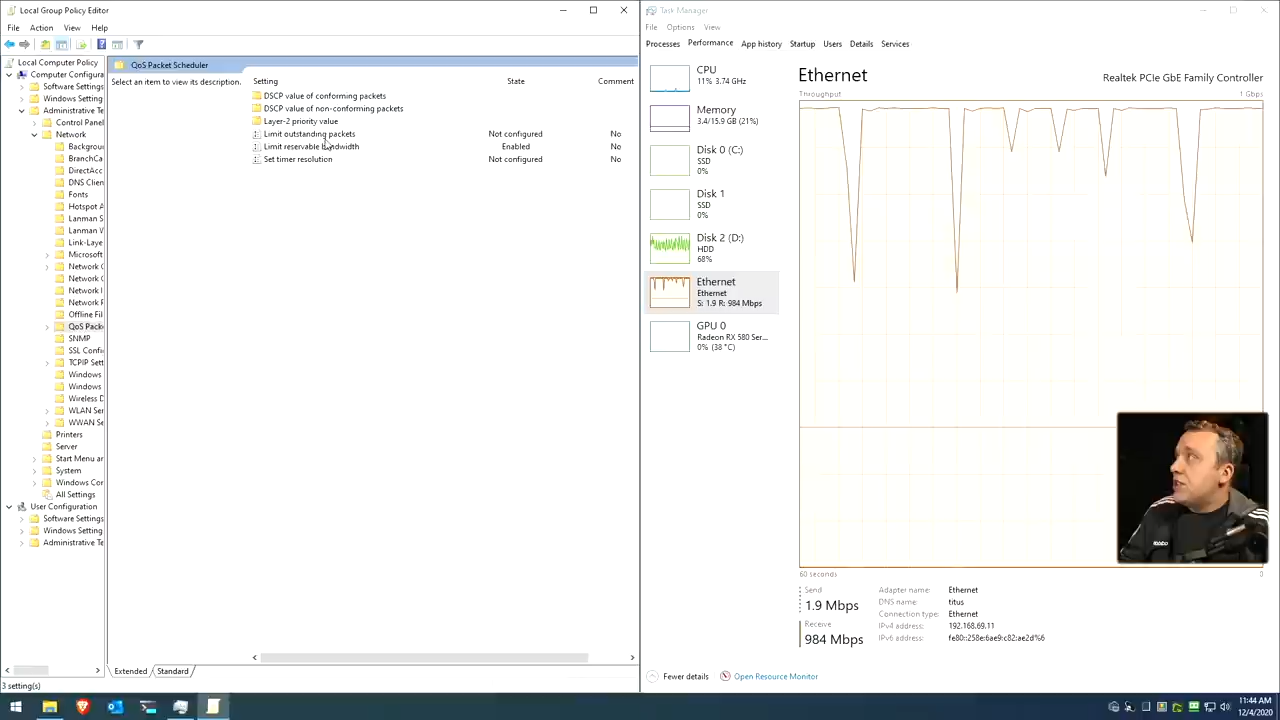 Local Group Policy Editor
File Action View Help
Local Computer Policy
Computer Configura
Software Settings
Windows Setting
Administrative Te
Control Panel
Network
Backgrou
BranchCa
DirectAcc
DNS Clien
Fonts
Hotspot A
Lanman S
Lanman W
Link-Laye
Microsoft
Network C
Network C
Network I
Network P
Offline Fil
QoS Pack
SNMP
SSL Confi
TCPIP Sett
Windows
Windows
Wireless D
WLAN Ser
WWAN Se
Printers
Server
Start Menu ar
System
Windows Cor
All Settings
User Configuration
Software Settings
Windows Setting
Administrative Te
QoS Packet Scheduler
Select an item to view its description.
Setting State Comment
DSCP value of conforming packets
DSCP value of non-conforming packets
Layer-2 priority value
Limit outstanding packets Not configured No
Limit reservable bandwidth Enabled No
Set timer resolution Not configured No
Extended Standard
3 setting(s)
Task Manager
File Options View
Processes Performance App history Startup Users Details Services
CPU
11% 3.74 GHz
Memory
3.4/15.9 GB (21%)
Disk 0 (C:)
SSD
0%
Disk 1
SSD
0%
Disk 2 (D:)
HDD
68%
Ethernet
Ethernet
S: 1.9 R: 984 Mbps
GPU 0
Radeon RX 580 Ser...
0% (38 °C)
Ethernet Realtek PCIe GbE Family Controller
Throughput 1 Gbps
60 seconds 0
Send
1.9 Mbps
Receive
984 Mbps
Adapter name: Ethernet
DNS name: titus
Connection type: Ethernet
IPv4 address: 192.168.69.11
IPv6 address: fe80::258e:6ae9:c82:ae2d%6
Fewer details Open Resource Monitor
11:44 AM
12/4/2020